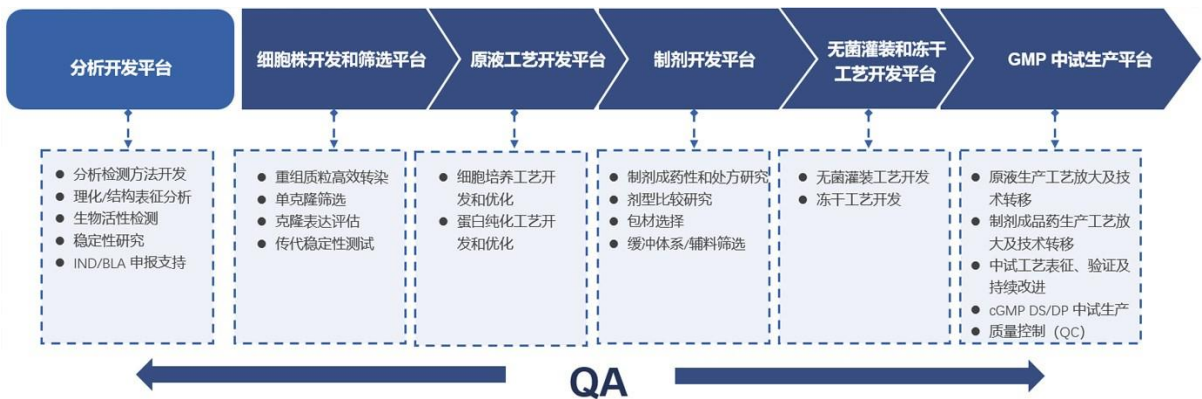 分析开发平台
细胞株开发和筛选平台
原液工艺开发平台
制剂开发平台
无菌灌装和冻干
工艺开发平台
GMP 中试生产平台
● 分析检测方法开发
● 理化/结构表征分析
● 生物活性检测
● 稳定性研究
● IND/BLA 申报支持
● 重组质粒高效转染
● 单克隆筛选
● 克隆表达评估
● 传代稳定性测试
● 细胞培养工艺开
发和优化
● 蛋白纯化工艺开
发和优化
● 制剂成药性和处方研究
● 剂型比较研究
● 包材选择
● 缓冲体系/辅料筛选
● 无菌灌装工艺开发
● 冻干工艺开发
● 原液生产工艺放大及技
术转移
● 制剂成品药生产工艺放
大及技术转移
● 中试工艺表征、验证及
持续改进
● cGMP DS/DP 中试生产
● 质量控制（QC）
QA